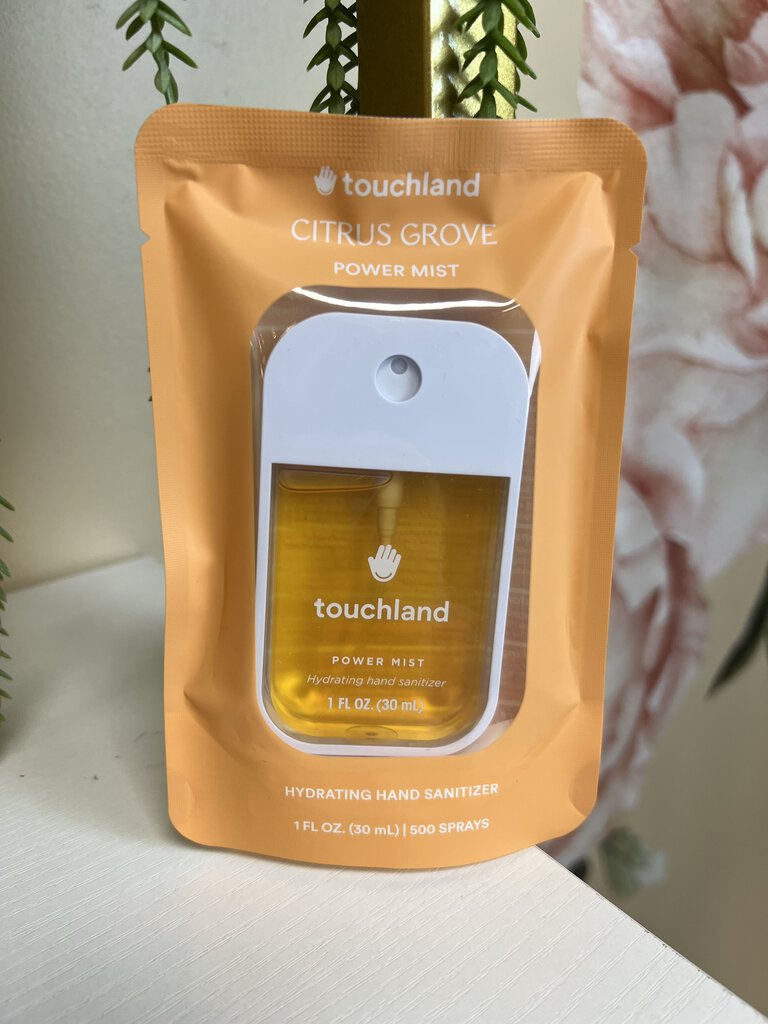 touchland
CITRUS GROVE
POWER MIST
touchland
POWER MIST
Hydrating hand sanitizer
1 FL OZ. (30 mL)
HYDRATING HAND SANITIZER
1 FL OZ. (30 mL) | 500 SPRAYS